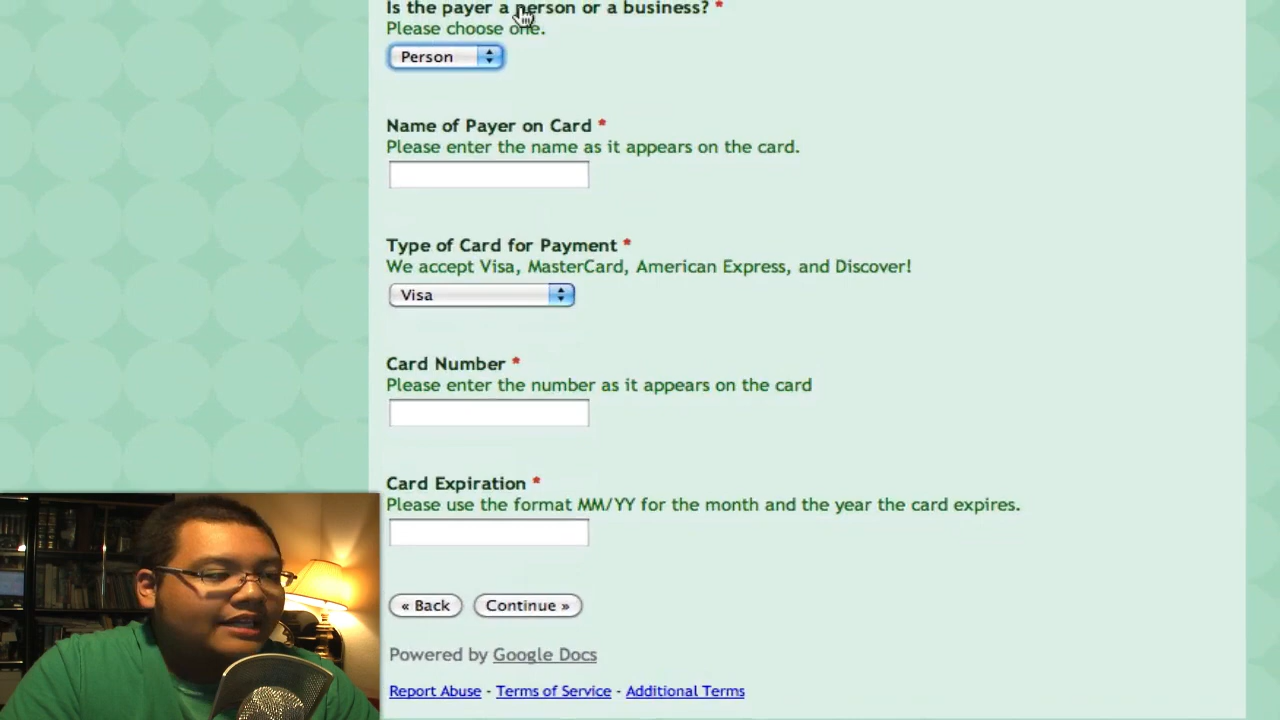 Is the payer a person or a business? *
Please choose one.
Person
Name of Payer on Card *
Please enter the name as it appears on the card.
Type of Card for Payment *
We accept Visa, MasterCard, American Express, and Discover!
Visa
Card Number *
Please enter the number as it appears on the card
Card Expiration *
Please use the format MM/YY for the month and the year the card expires.
« Back Continue »
Powered by Google Docs
Report Abuse - Terms of Service - Additional Terms